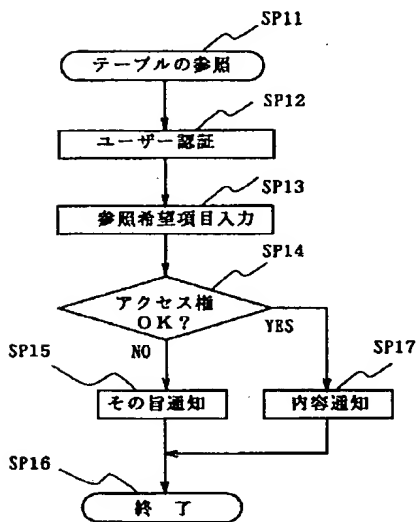 SP11
テーブルの参照
SP12
ユーザー認証
SP13
参照希望項目入力
SP14
アクセス権
OK?
YES
NO
SP15
その旨通知
SP17
内容通知
SP16
終 了